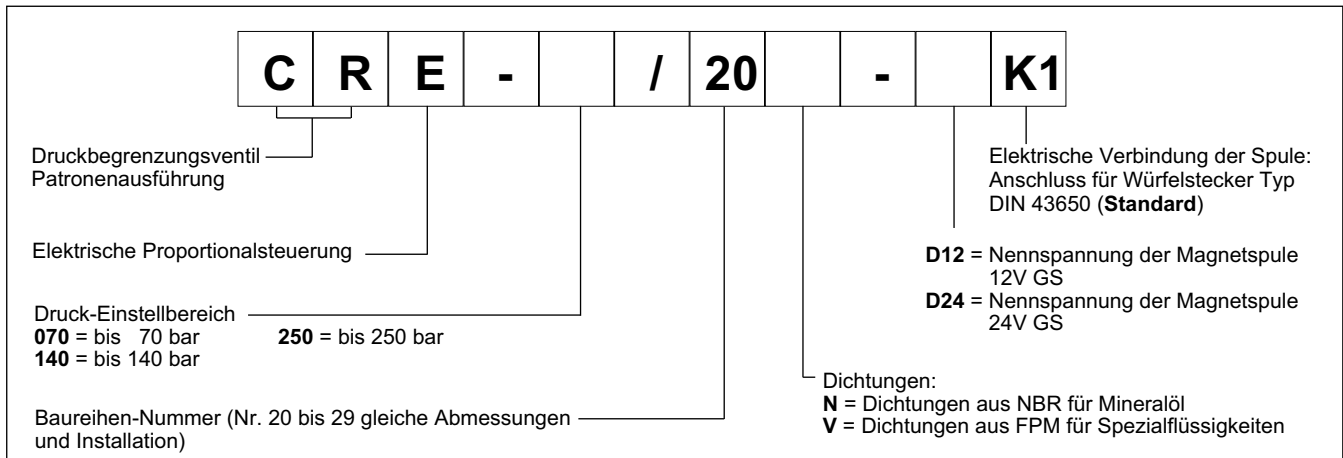 C R E - / 20 - K1
Druckbegrenzungsventil
Patronenausführung
Elektrische Proportionalsteuerung
Druck-Einstellbereich
070 = bis 70 bar 250 = bis 250 bar
140 = bis 140 bar
Baureihen-Nummer (Nr. 20 bis 29 gleiche Abmessungen
und Installation)
Elektrische Verbindung der Spule:
Anschluss für Würfelstecker Typ
DIN 43650 (Standard)
D12 = Nennspannung der Magnetspule
12V GS
D24 = Nennspannung der Magnetspule
24V GS
Dichtungen:
N = Dichtungen aus NBR für Mineralöl
V = Dichtungen aus FPM für Spezialflüssigkeiten